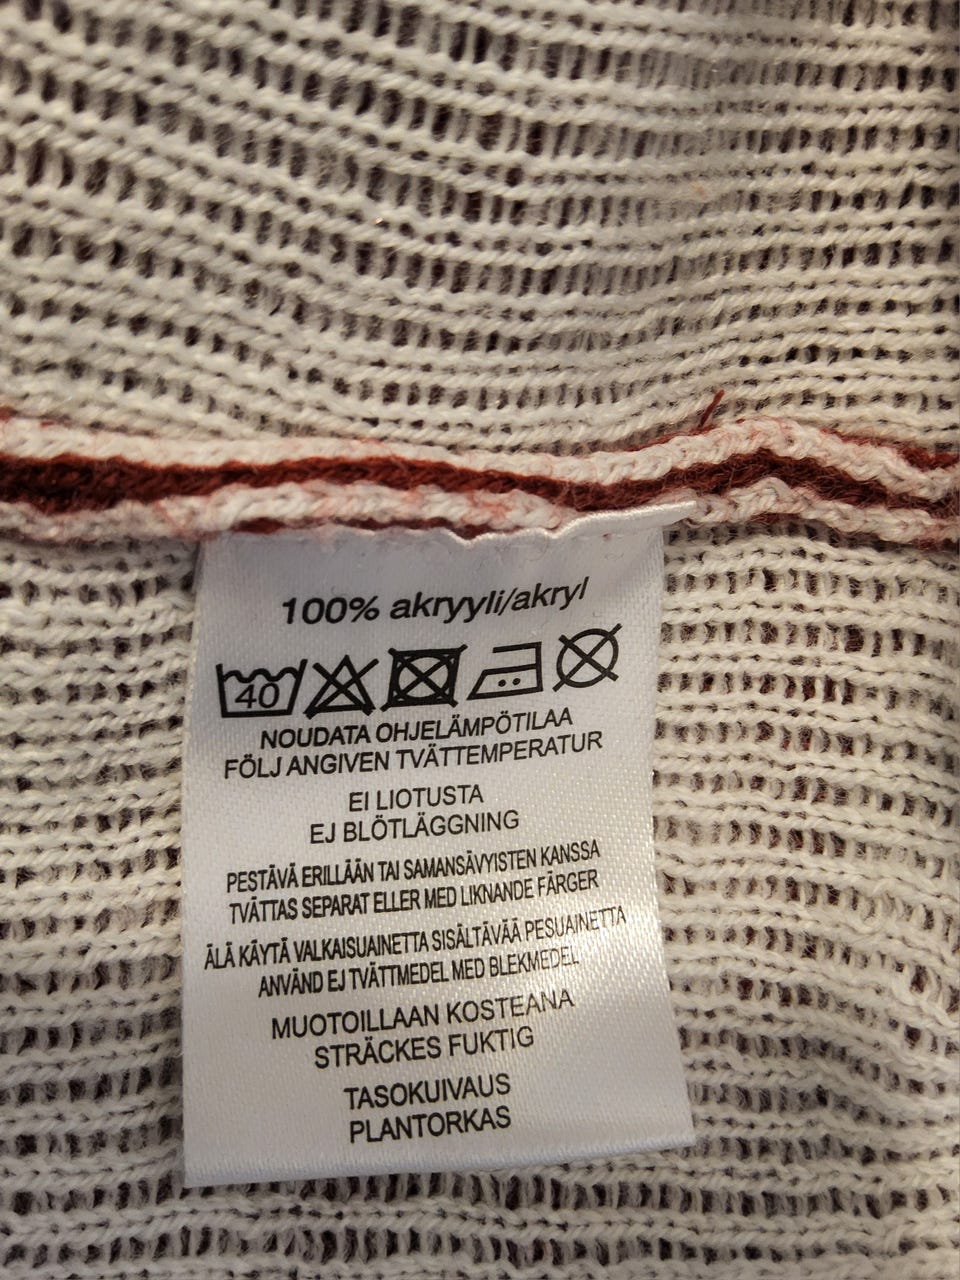 100% akryyli/akryl
40
NOUDATA OHJELÄMPÖTILAA
FÖLJ ANGIVEN TVÄTTEMPERATUR
EI LIOTUSTA
EJ BLÖTLÄGGNING
PESTÄVÄ ERILLÄÄN TAI SAMANSÄVYISTEN KANSSA
TVÄTTAS SEPARAT ELLER MED LIKNANDE FÄRGER
ÄLÄ KÄYTÄ VALKAISUAINETTA SISÄLTÄVÄÄ PESUAINETTA
ANVÄND EJ TVÄTTMEDEL MED BLEKMEDEL
MUOTOILLAAN KOSTEANA
STRÄCKES FUKTIG
TASOKUIVAUS
PLANTORKAS